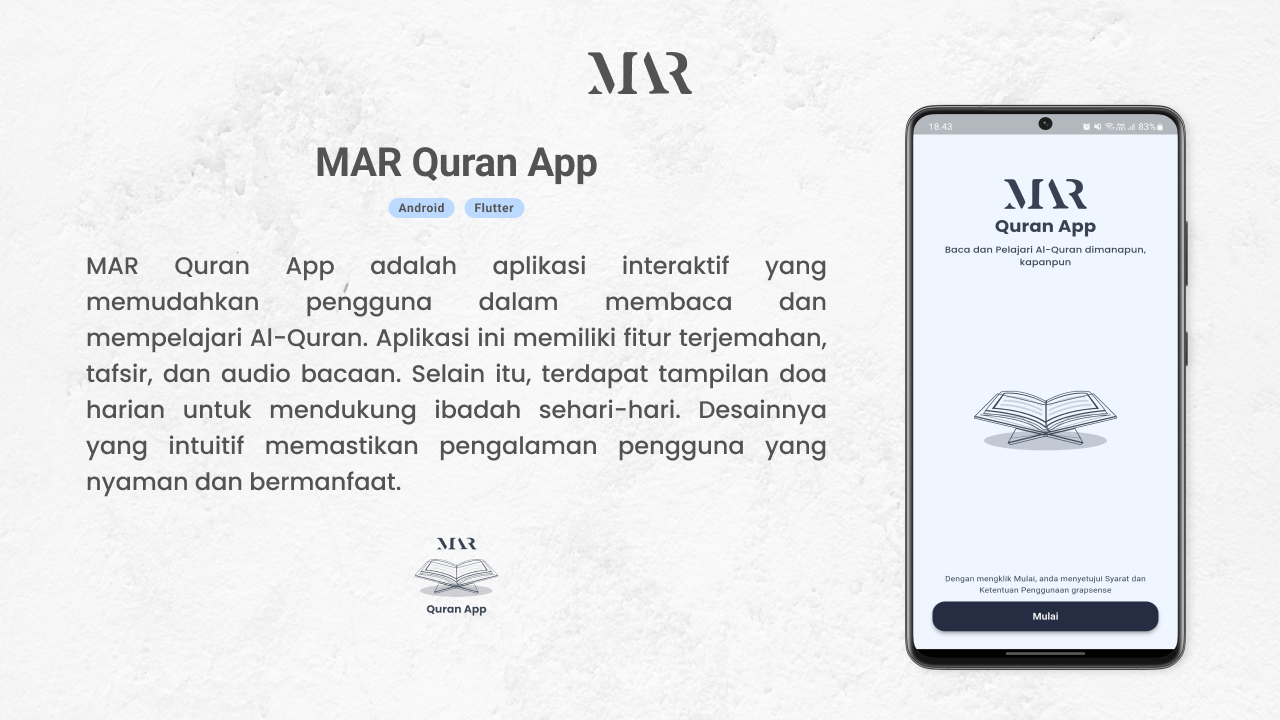 MAR
MAR Quran App
Android Flutter
MAR Quran App adalah aplikasi interaktif yang
memudahkan pengguna dalam membaca dan
mempelajari Al-Quran. Aplikasi ini memiliki fitur terjemahan,
tafsir, dan audio bacaan. Selain itu, terdapat tampilan doa
harian untuk mendukung ibadah sehari-hari. Desainnya
yang intuitif memastikan pengalaman pengguna yang
nyaman dan bermanfaat.
MAR
Quran App
18.43 83%
MAR
Quran App
Baca dan Pelajari Al-Quran dimanapun,
kapanpun
Dengan mengklik Mulai, anda menyetujui Syarat dan
Ketentuan Penggunaan grapsense
Mulai